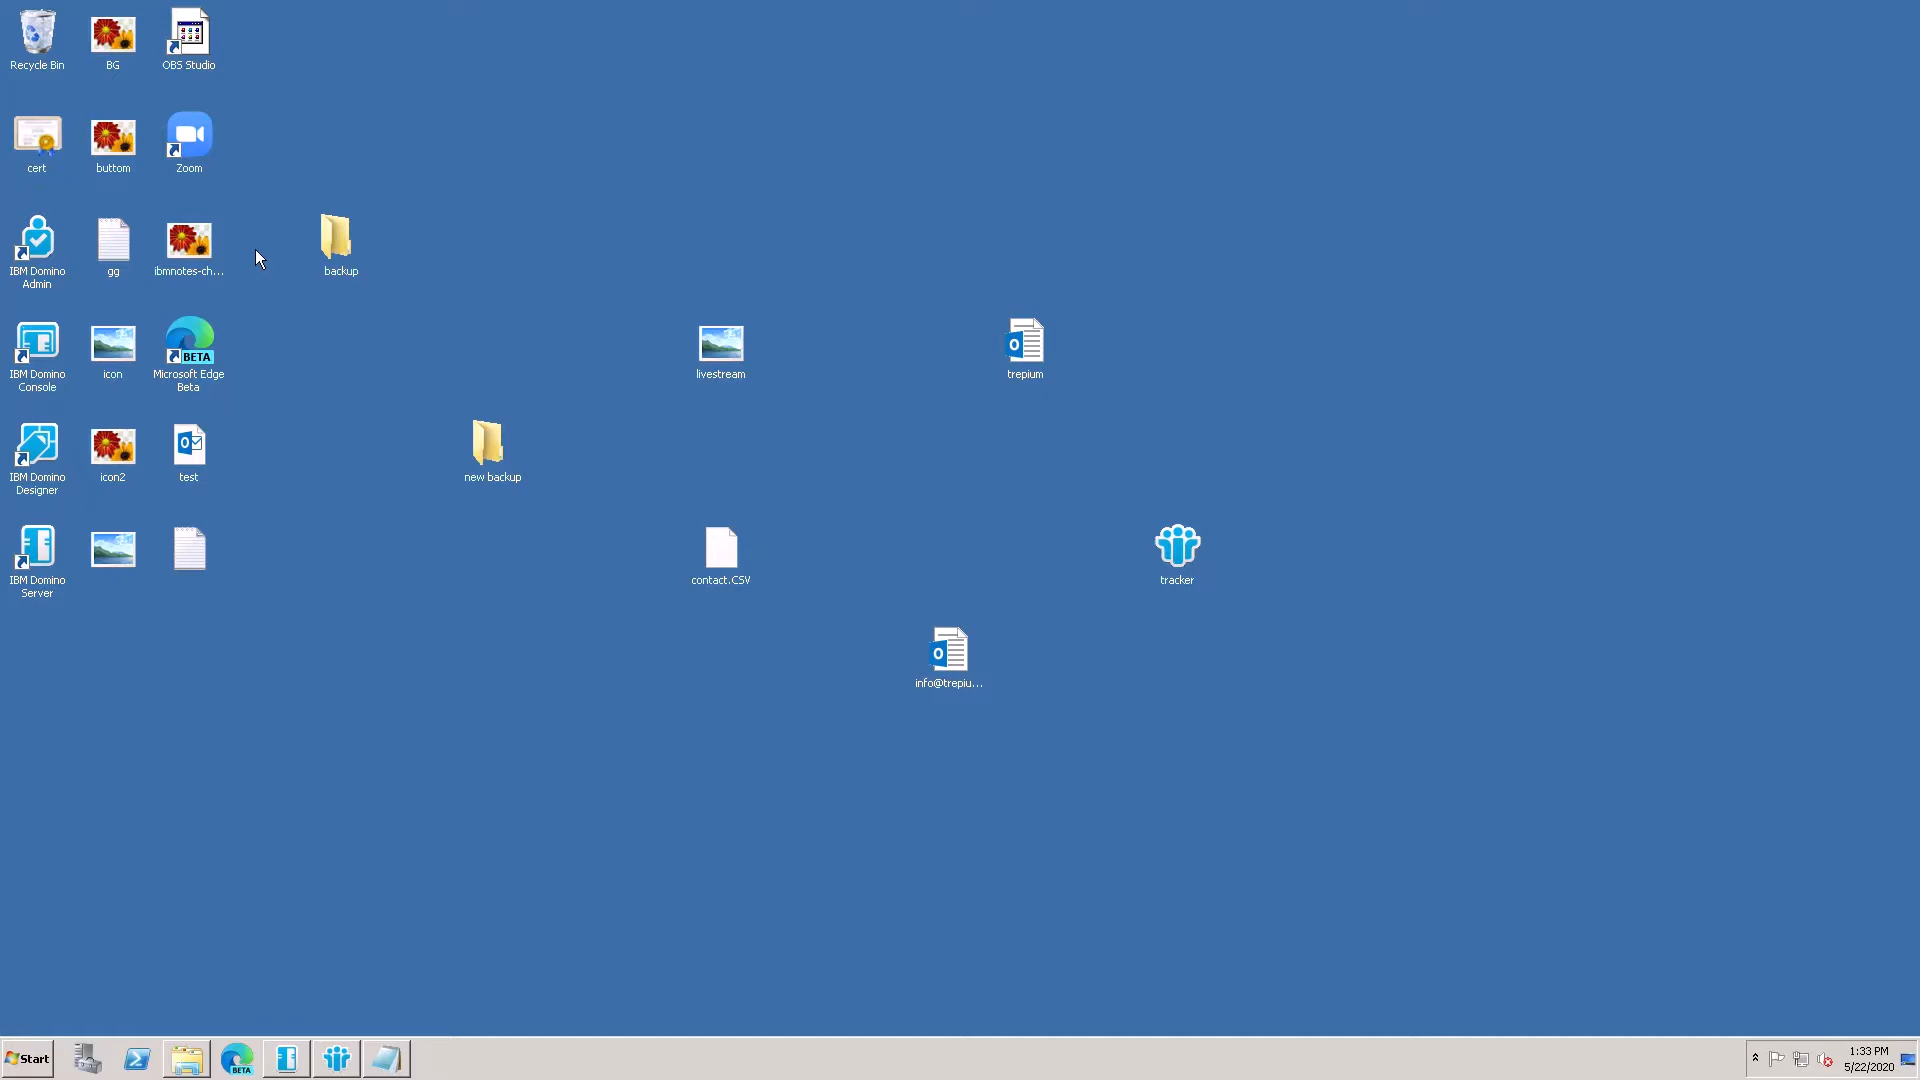 Recycle Bin
BG
OBS Studio
cert
buttom
Zoom
IBM Domino
Admin
gg
ibmnotes-ch...
backup
IBM Domino
Console
icon
BETA
Microsoft Edge
Beta
livestream
trepium
IBM Domino
Designer
icon2
test
new backup
IBM Domino
Server
contact.CSV
tracker
info@trepiu...
Start
BETA
1:33 PM
5/22/2020